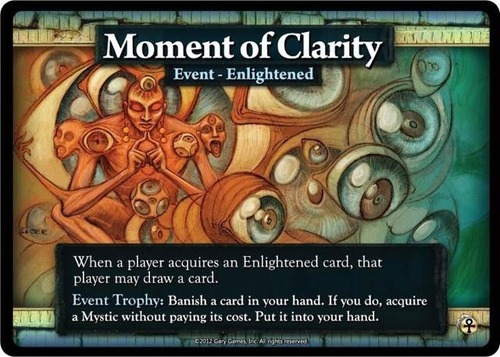 Moment of Clarity
Event - Enlightened
When a player acquires an Enlightened card, that
player may draw a card.
Event Trophy: Banish a card in your hand. If you do, acquire
a Mystic without paying its cost. Put it into your hand.
©2012 Gary Games, Inc. All rights reserved.